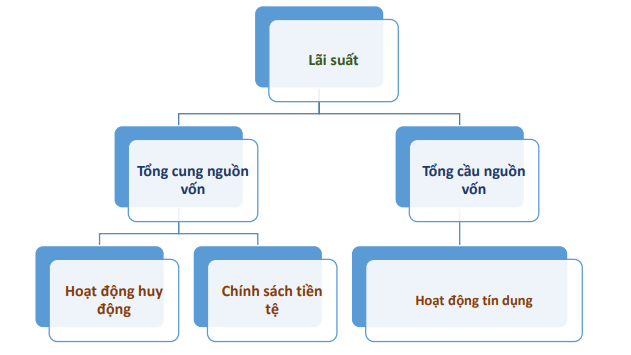 Lãi suất
Tổng cung nguồn
vốn
Tổng cầu nguồn
vốn
Hoạt động huy
động
Chính sách tiền
tệ
Hoạt động tín dụng